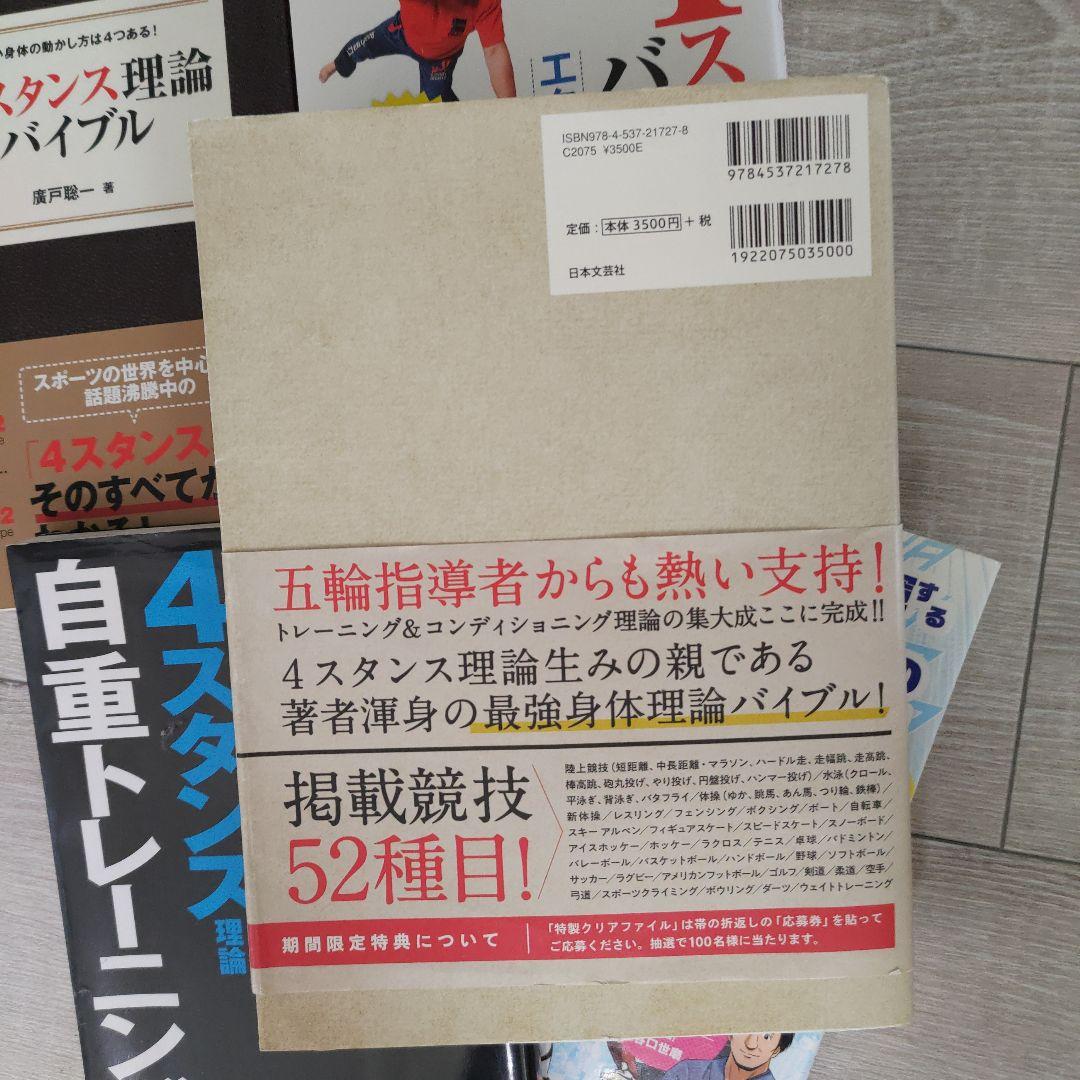 身体の動かし方は4つある!
スタンス理論
バイブル
廣戸聡一 著
ス
バ
エ
ISBN978-4-537-21727-8
C2075 ¥3500E
9784537217278
定価:本体3500円+税
1922075035000
日本文芸社
スポーツの世界を中心
話題沸騰中の
「4スタンス
そのすべてが
わかる!
4スタンス理論
自重トレーニン
五輪指導者からも熱い支持!
トレーニング&コンディショニング理論の集大成ここに完成!!
4スタンス理論生みの親である
著者渾身の最強身体理論バイブル!
掲載競技
52種目!
陸上競技(短距離、中長距離・マラソン、ハードル走、走幅跳、走高跳、
棒高跳、砲丸投げ、やり投げ、円盤投げ、ハンマー投げ)/水泳(クロール、
平泳ぎ、背泳ぎ、バタフライ/体操(ゆか、跳馬、あん馬、つり輪、鉄棒)/
新体操/レスリング/フェンシング/ボクシング/ボート/自転車/
スキー アルペン/フィギュアスケート/スピードスケート/スノーボード/
アイスホッケー/ホッケー/ラクロス/テニス/卓球/バドミントン/
バレーボール/バスケットボール/ハンドボール/野球/ソフトボール/
サッカー/ラグビー/アメリカンフットボール/ゴルフ/剣道/柔道/空手/
弓道/スポーツクライミング/ボウリング/ダーツ/ウェイトトレーニング
期間限定特典について
「特製クリアファイル」は帯の折返しの「応募券」を貼って
ご応募ください。抽選で100名様に当たります。
する
の